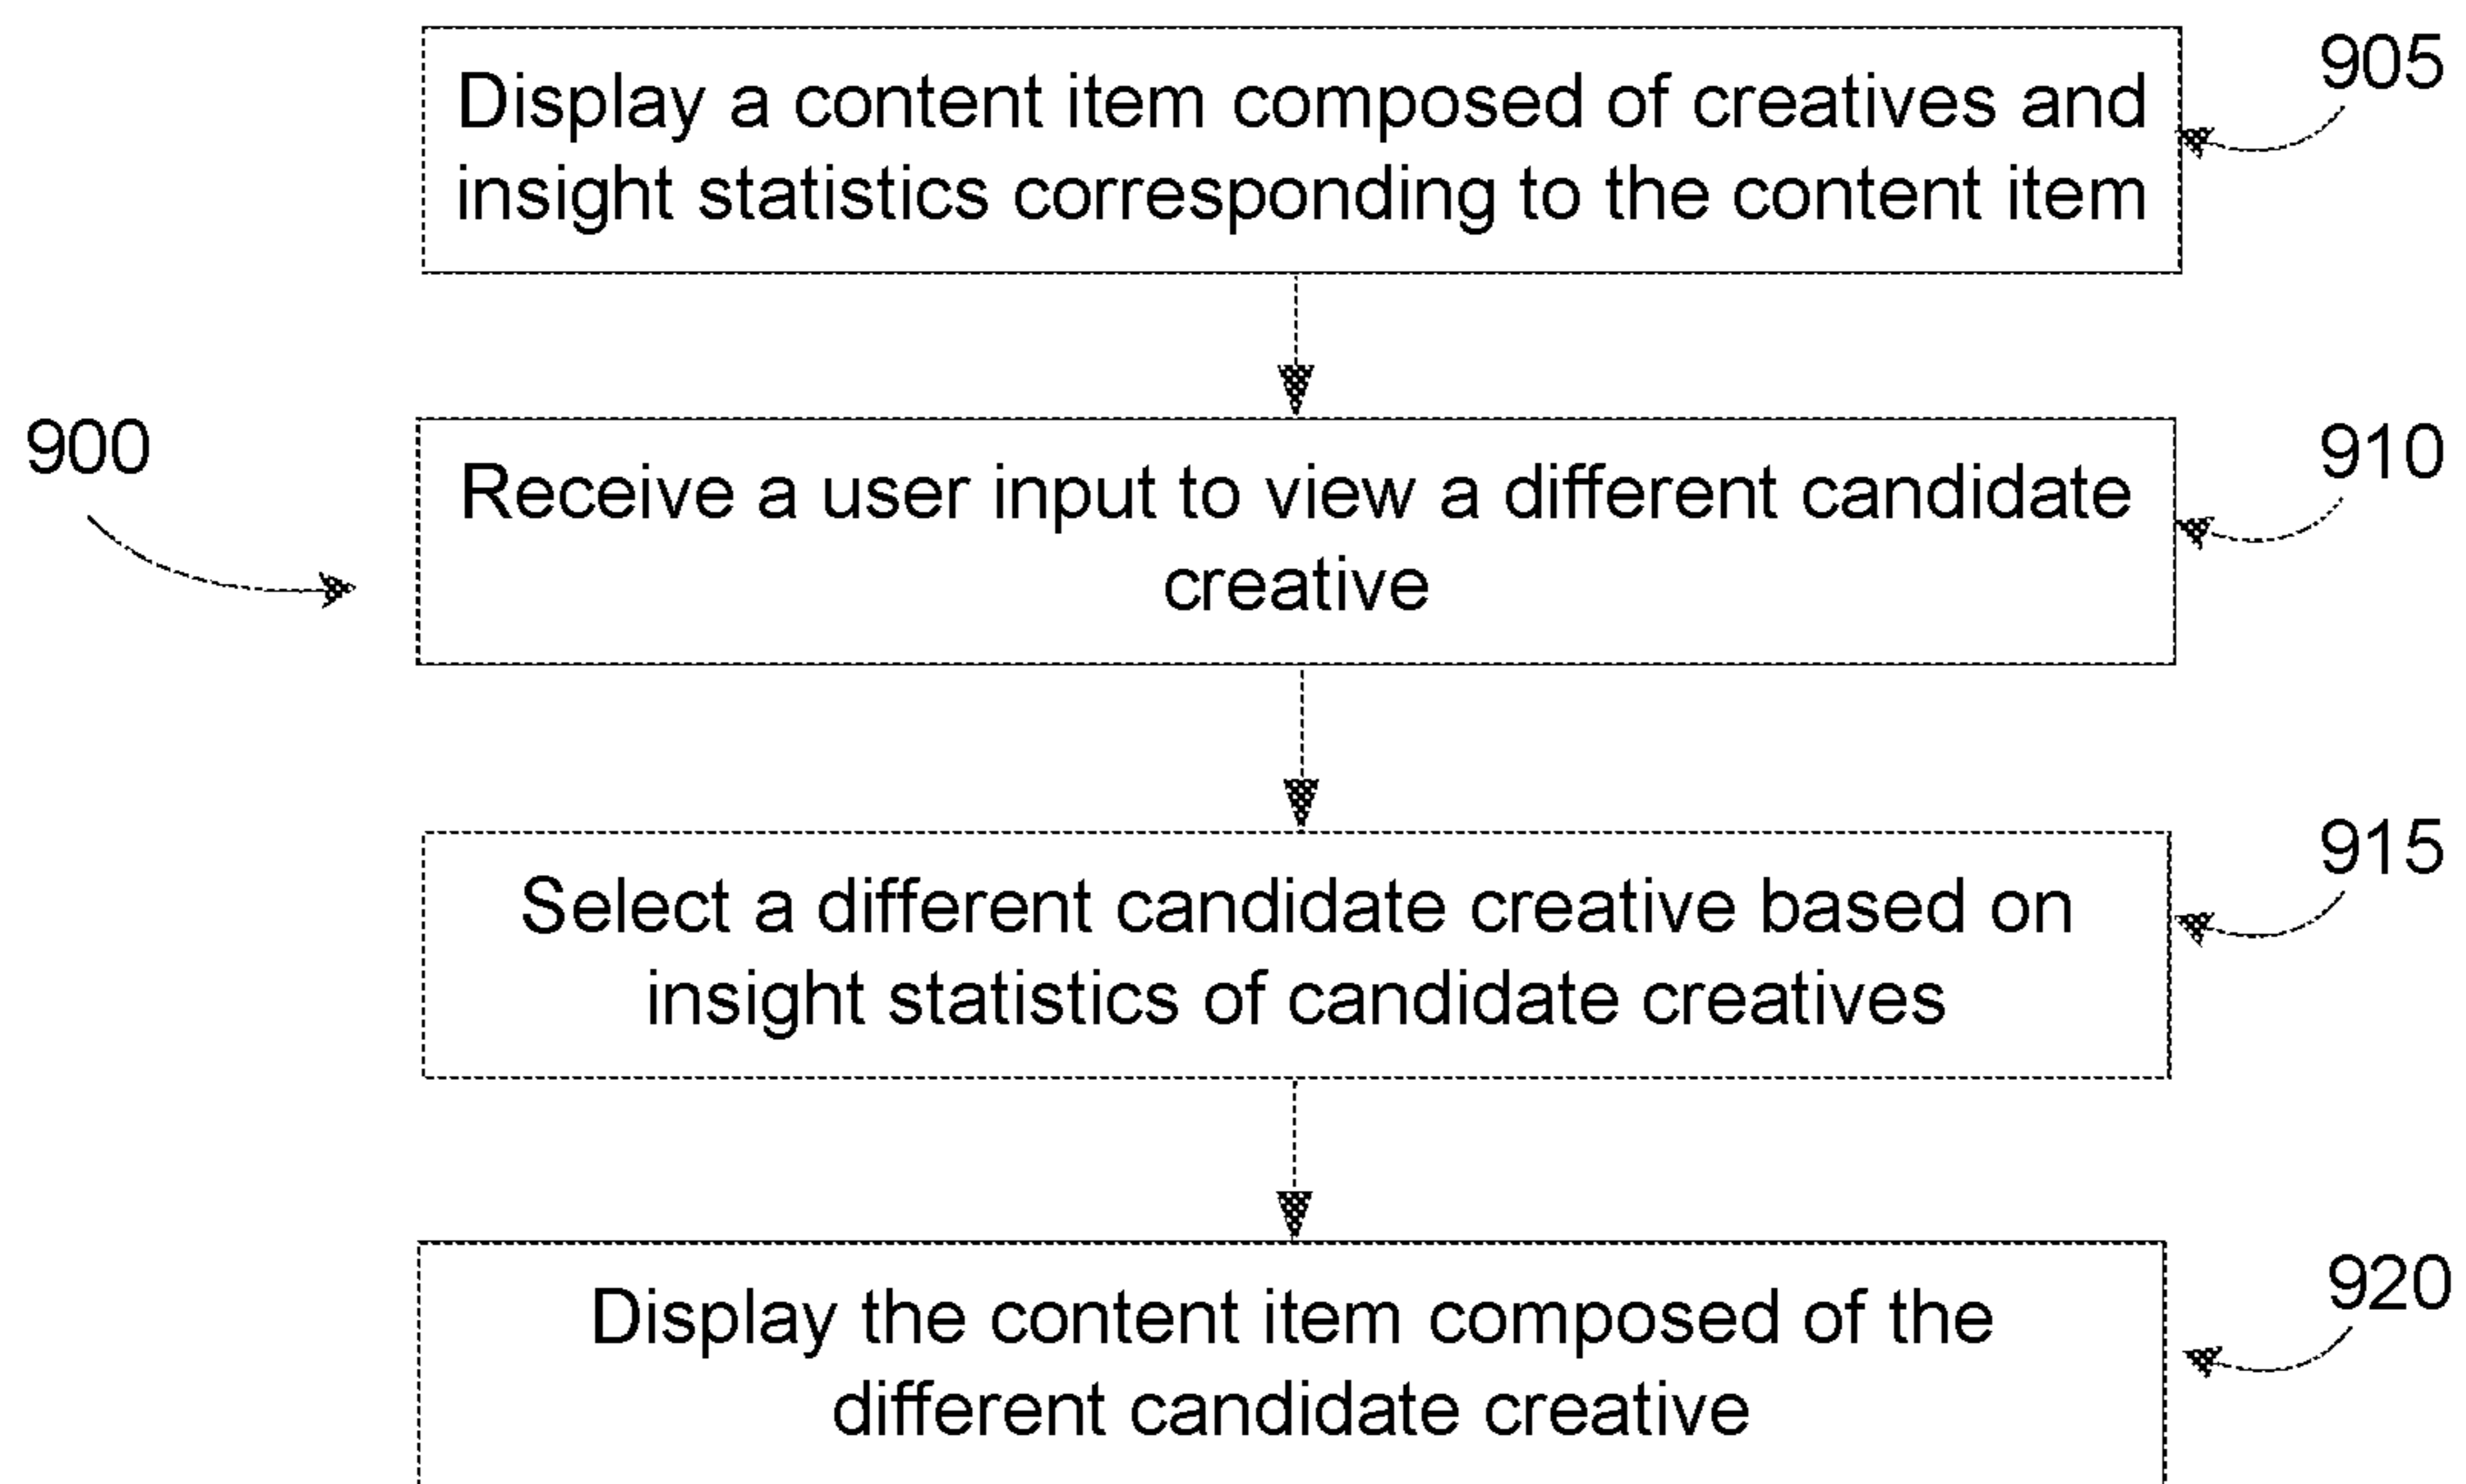 Display a content item composed of creatives and
insight statistics corresponding to the content item
905
900
Receive a user input to view a different candidate
creative
910
Select a different candidate creative based on
insight statistics of candidate creatives
915
Display the content item composed of the
different candidate creative
920